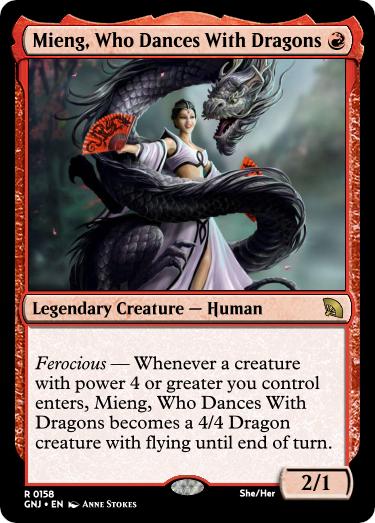 Mieng, Who Dances With Dragons
Legendary Creature — Human
Ferocious — Whenever a creature
with power 4 or greater you control
enters, Mieng, Who Dances With
Dragons becomes a 4/4 Dragon
creature with flying until end of turn.
2/1
R 0158
She/Her
GNJ • EN Anne Stokes